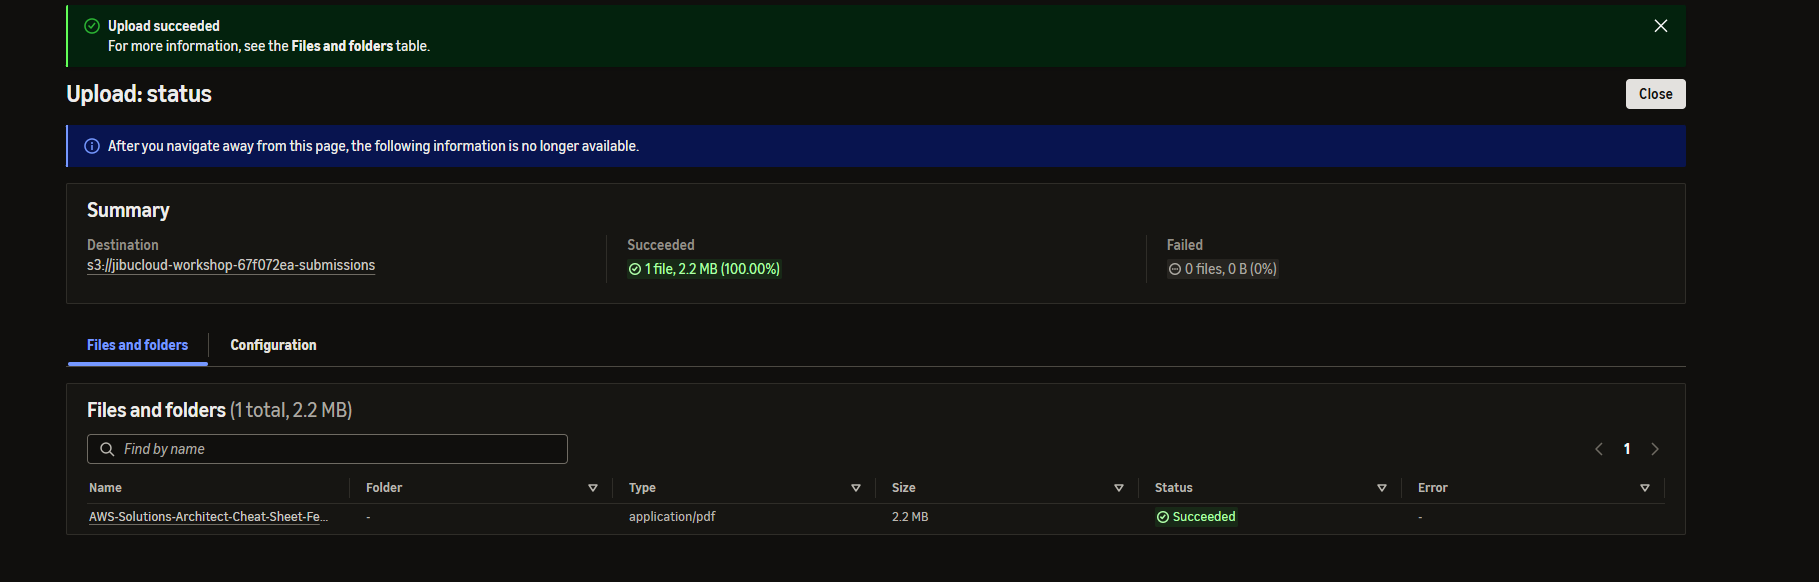 Upload succeeded
For more information, see the Files and folders table.
Upload: status
Close
After you navigate away from this page, the following information is no longer available.
Summary
Destination
s3://jibucloud-workshop-67f072ea-submissions
Succeeded
1 file, 2.2 MB (100.00%)
Failed
0 files, 0 B (0%)
Files and folders
Configuration
Files and folders (1 total, 2.2 MB)
Find by name
1
Name Folder Type Size Status Error
AWS-Solutions-Architect-Cheat-Sheet-Fe... - application/pdf 2.2 MB Succeeded -